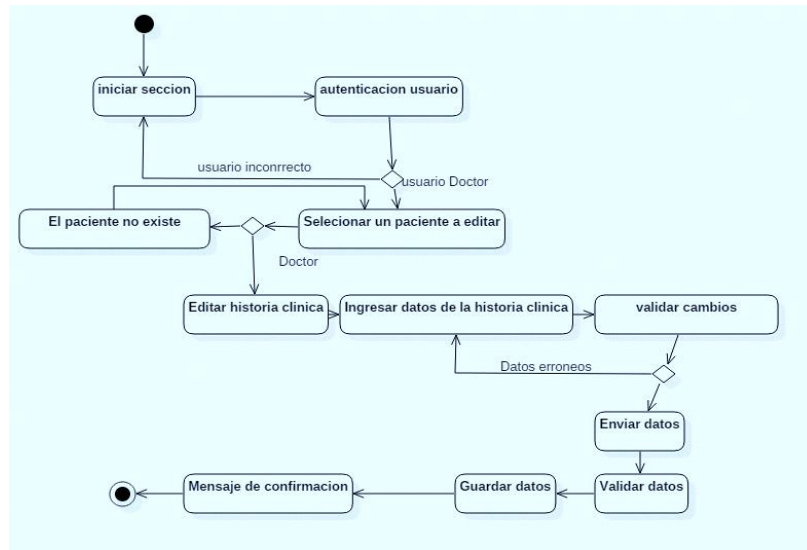 iniciar seccion
autenticacion usuario
usuario inconrrecto
usuario Doctor
El paciente no existe
Selecionar un paciente a editar
Doctor
Editar historia clinica
Ingresar datos de la historia clinica
validar cambios
Datos erroneos
Enviar datos
Mensaje de confirmacion
Guardar datos
Validar datos